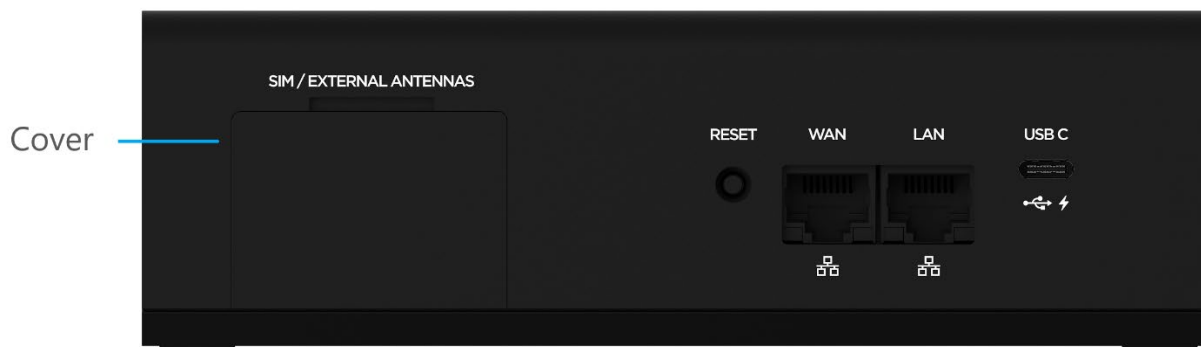 SIM / EXTERNAL ANTENNAS
Cover
RESET
WAN
LAN
USB C